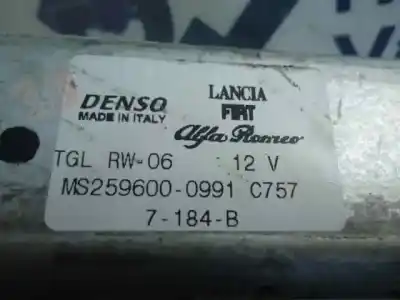 DENSO
MADE IN ITALY
LANCIA
FIAT
Alfa Romeo
TGL RW-06 12 V
MS259600-0991 C757
7-184-B